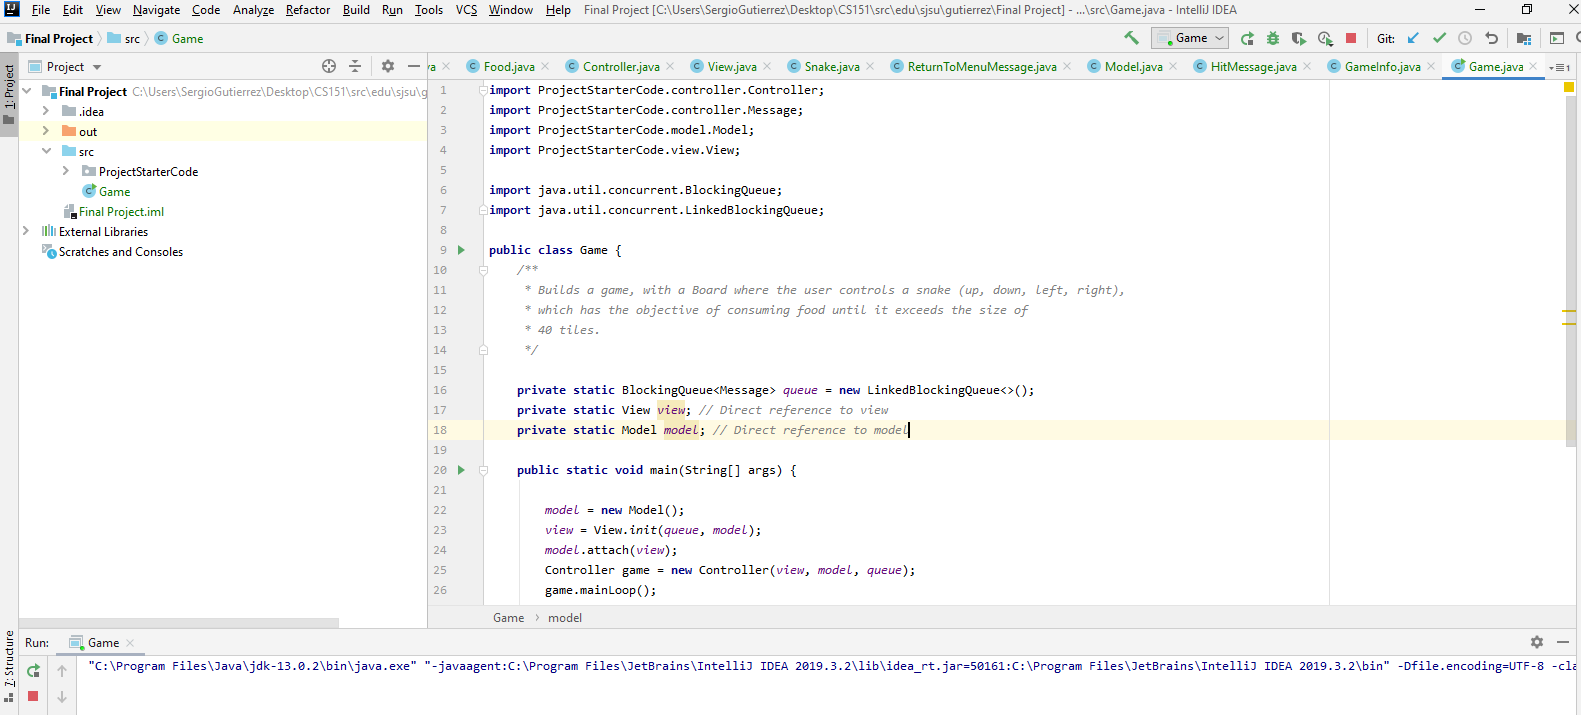 File Edit View Navigate Code Analyze Refactor Build Run Tools VCS Window Help Final Project [C:\Users\SergioGutierrez\Desktop\CS151\src\edu\sjsu\gutierrez\Final Project] - ...\src\Game.java - IntelliJ IDEA
Final Project src Game Game Git:
Project
va Food.java Controller.java View.java Snake.java ReturnToMenuMessage.java Model.java HitMessage.java GameInfo.java Game.java 1
1: Project
Final Project C:\Users\SergioGutierrez\Desktop\CS151\src\edu\sjsu\g
.idea
out
src
ProjectStarterCode
Game
Final Project.iml
External Libraries
Scratches and Consoles
1 import ProjectStarterCode.controller.Controller;
2 import ProjectStarterCode.controller.Message;
3 import ProjectStarterCode.model.Model;
4 import ProjectStarterCode.view.View;
5
6 import java.util.concurrent.BlockingQueue;
7 import java.util.concurrent.LinkedBlockingQueue;
8
9 public class Game {
10 /**
11 * Builds a game, with a Board where the user controls a snake (up, down, left, right),
12 * which has the objective of consuming food until it exceeds the size of
13 * 40 tiles.
14 */
15
16 private static BlockingQueue<Message> queue = new LinkedBlockingQueue<>();
17 private static View view; // Direct reference to view
18 private static Model model; // Direct reference to model
19
20 public static void main(String[] args) {
21
22 model = new Model();
23 view = View.init(queue, model);
24 model.attach(view);
25 Controller game = new Controller(view, model, queue);
26 game.mainLoop();
Game model
7: Structure
Run: Game
"C:\Program Files\Java\jdk-13.0.2\bin\java.exe" "-javaagent:C:\Program Files\JetBrains\IntelliJ IDEA 2019.3.2\lib\idea_rt.jar=50161:C:\Program Files\JetBrains\IntelliJ IDEA 2019.3.2\bin" -Dfile.encoding=UTF-8 -cla